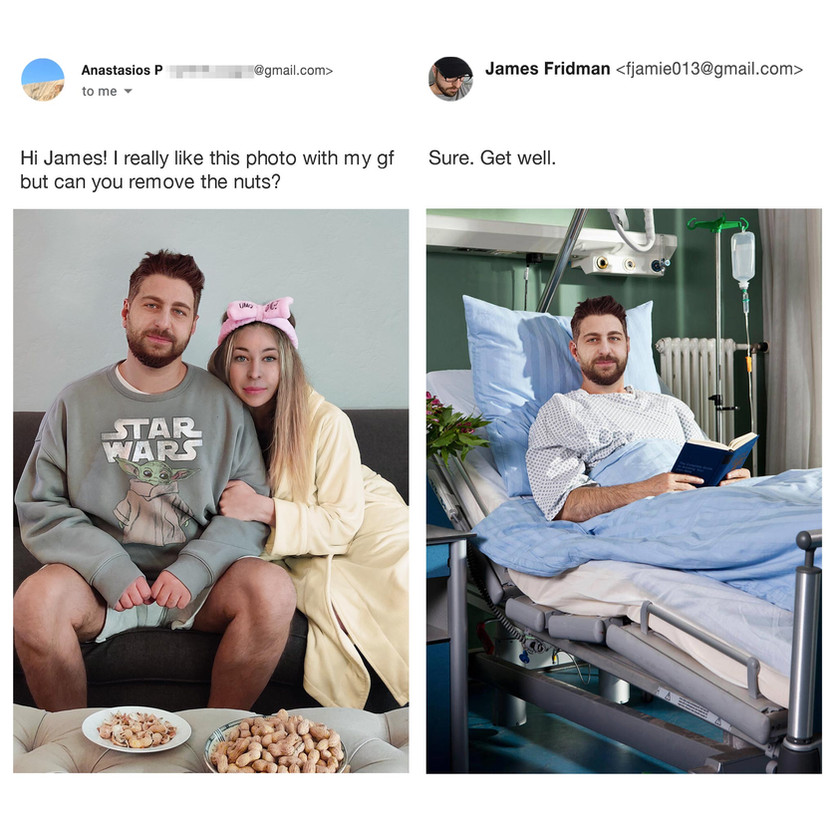 Anastasios P @gmail.com>
to me
Hi James! I really like this photo with my gf
but can you remove the nuts?
STAR
WARS
James Fridman <fjamie013@gmail.com>
Sure. Get well.